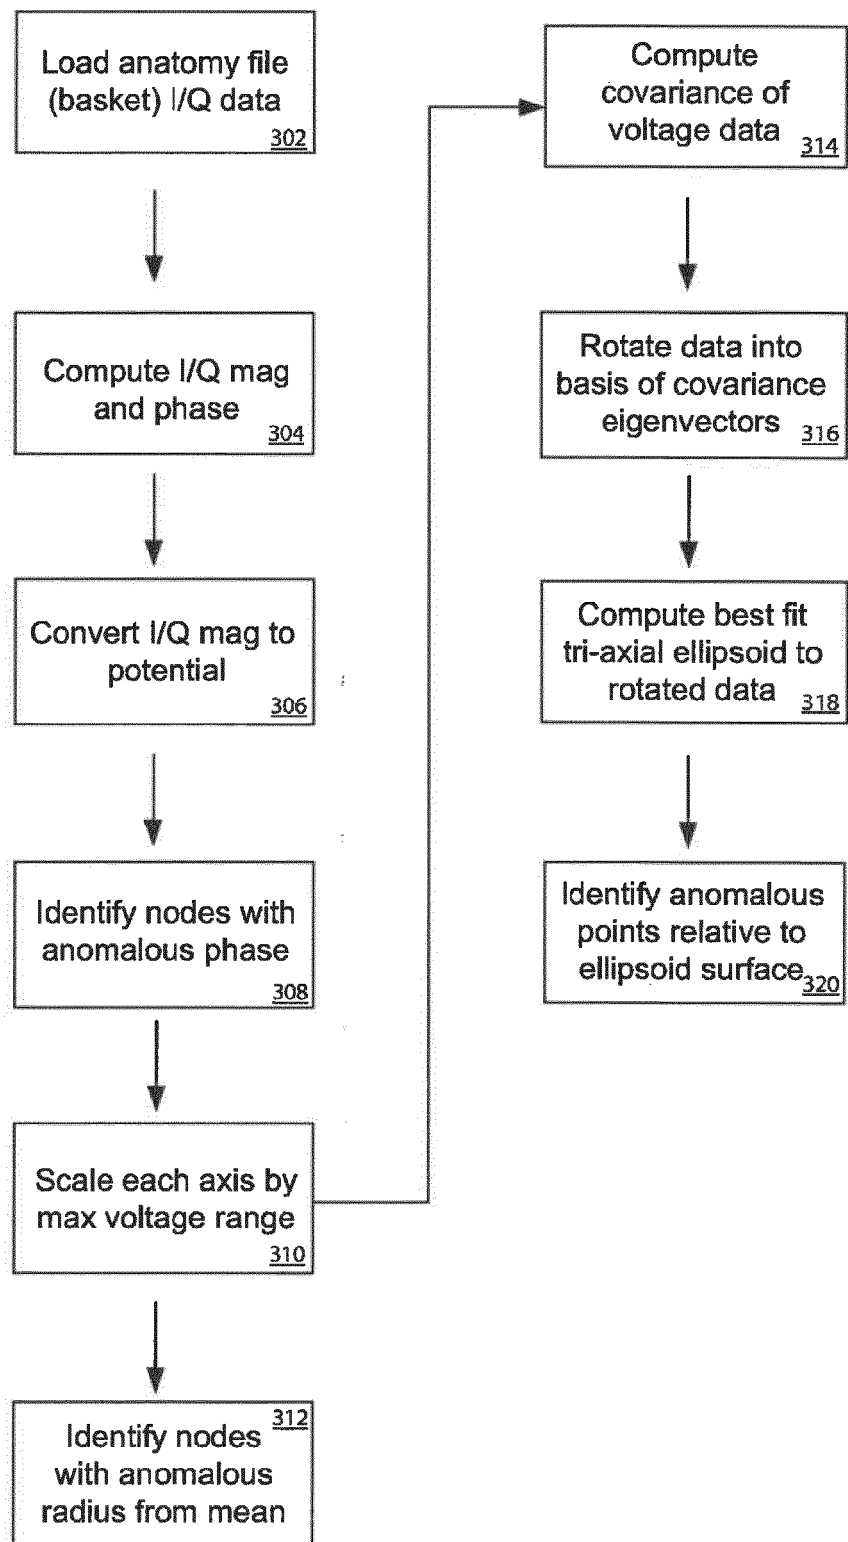 Load anatomy file
(basket) I/Q data
302
Compute I/Q mag
and phase
304
Convert I/Q mag to
potential
306
Identify nodes with
anomalous phase
308
Scale each axis by
max voltage range
310
312
Identify nodes
with anomalous
radius from mean
Compute
covariance of
voltage data
314
Rotate data into
basis of covariance
eigenvectors
316
Compute best fit
tri-axial ellipsoid to
rotated data
318
Identify anomalous
points relative to
ellipsoid surface
320